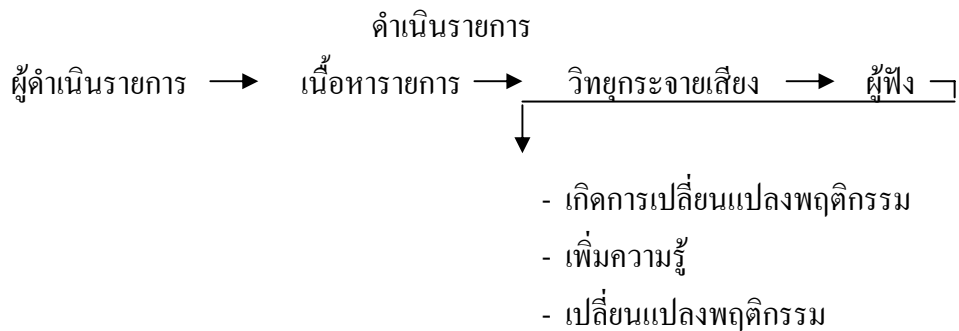 ดำเนินรายการ
ผู้ดำเนินรายการ เนื้อหารายการ วิทยุกระจายเสียง ผู้ฟัง
- เกิดการเปลี่ยนแปลงพฤติกรรม
- เพิ่มความรู้
- เปลี่ยนแปลงพฤติกรรม